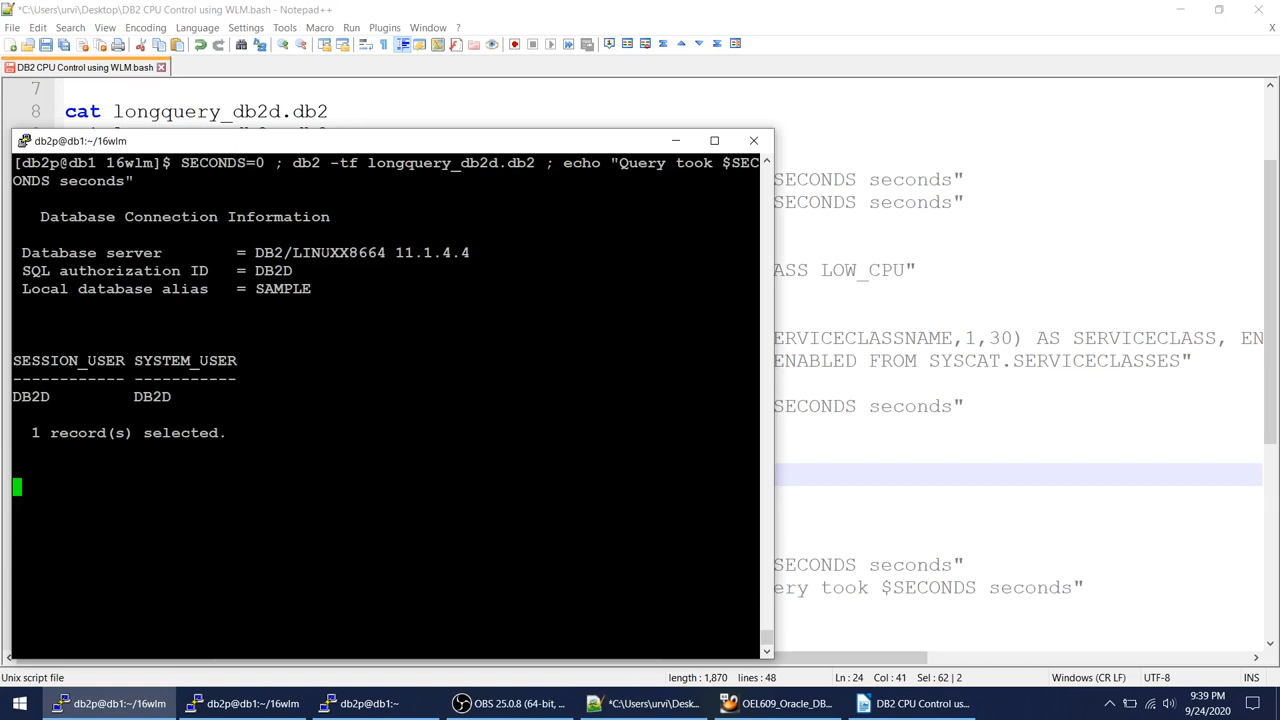 *C:\Users\urvi\Desktop\DB2 CPU Control using WLM.bash - Notepad++
File Edit Search View Encoding Language Settings Tools Macro Run Plugins Window ?
X
DB2 CPU Control using WLM.bash
7
8 cat longquery_db2d.db2
db2p@db1:~/16wlm
[db2p@db1 16wlm]$ SECONDS=0 ; db2 -tf longquery_db2d.db2 ; echo "Query took $SEC
ONDS seconds"
SECONDS seconds"
SECONDS seconds"
Database Connection Information
Database server = DB2/LINUXX8664 11.1.4.4
SQL authorization ID = DB2D
ASS LOW_CPU"
Local database alias = SAMPLE
ERVICECLASSNAME,1,30) AS SERVICECLASS, EN
SESSION_USER SYSTEM_USER
ENABLED FROM SYSCAT.SERVICECLASSES"
------------ -----------
DB2D DB2D
SECONDS seconds"
1 record(s) selected.
SECONDS seconds"
ery took $SECONDS seconds"
Unix script file length : 1,870 lines : 48 Ln : 24 Col : 41 Sel : 62 | 2 Windows (CR LF) UTF-8 INS
db2p@db1:~/16wlm db2p@db1:~/16wlm db2p@db1:~ OBS 25.0.8 (64-bit, ... *C:\Users\urvi\Desk... OEL609_Oracle_DB... DB2 CPU Control us... 9:39 PM
9/24/2020